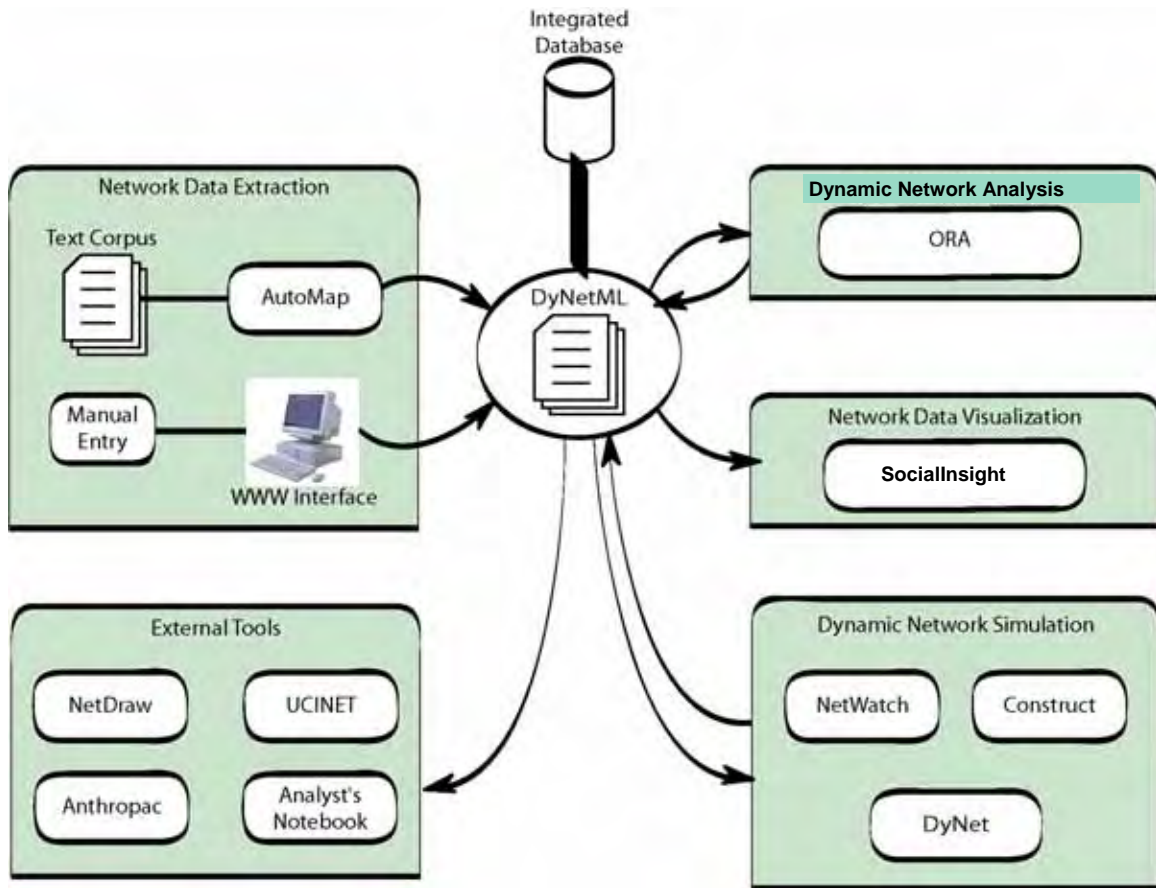 Integrated
Database
Network Data Extraction
Text Corpus
AutoMap
Manual
Entry
WWW Interface
DyNetML
Dynamic Network Analysis
ORA
Network Data Visualization
SocialInsight
External Tools
NetDraw
UCINET
Anthropac
Analyst's
Notebook
Dynamic Network Simulation
NetWatch
Construct
DyNet